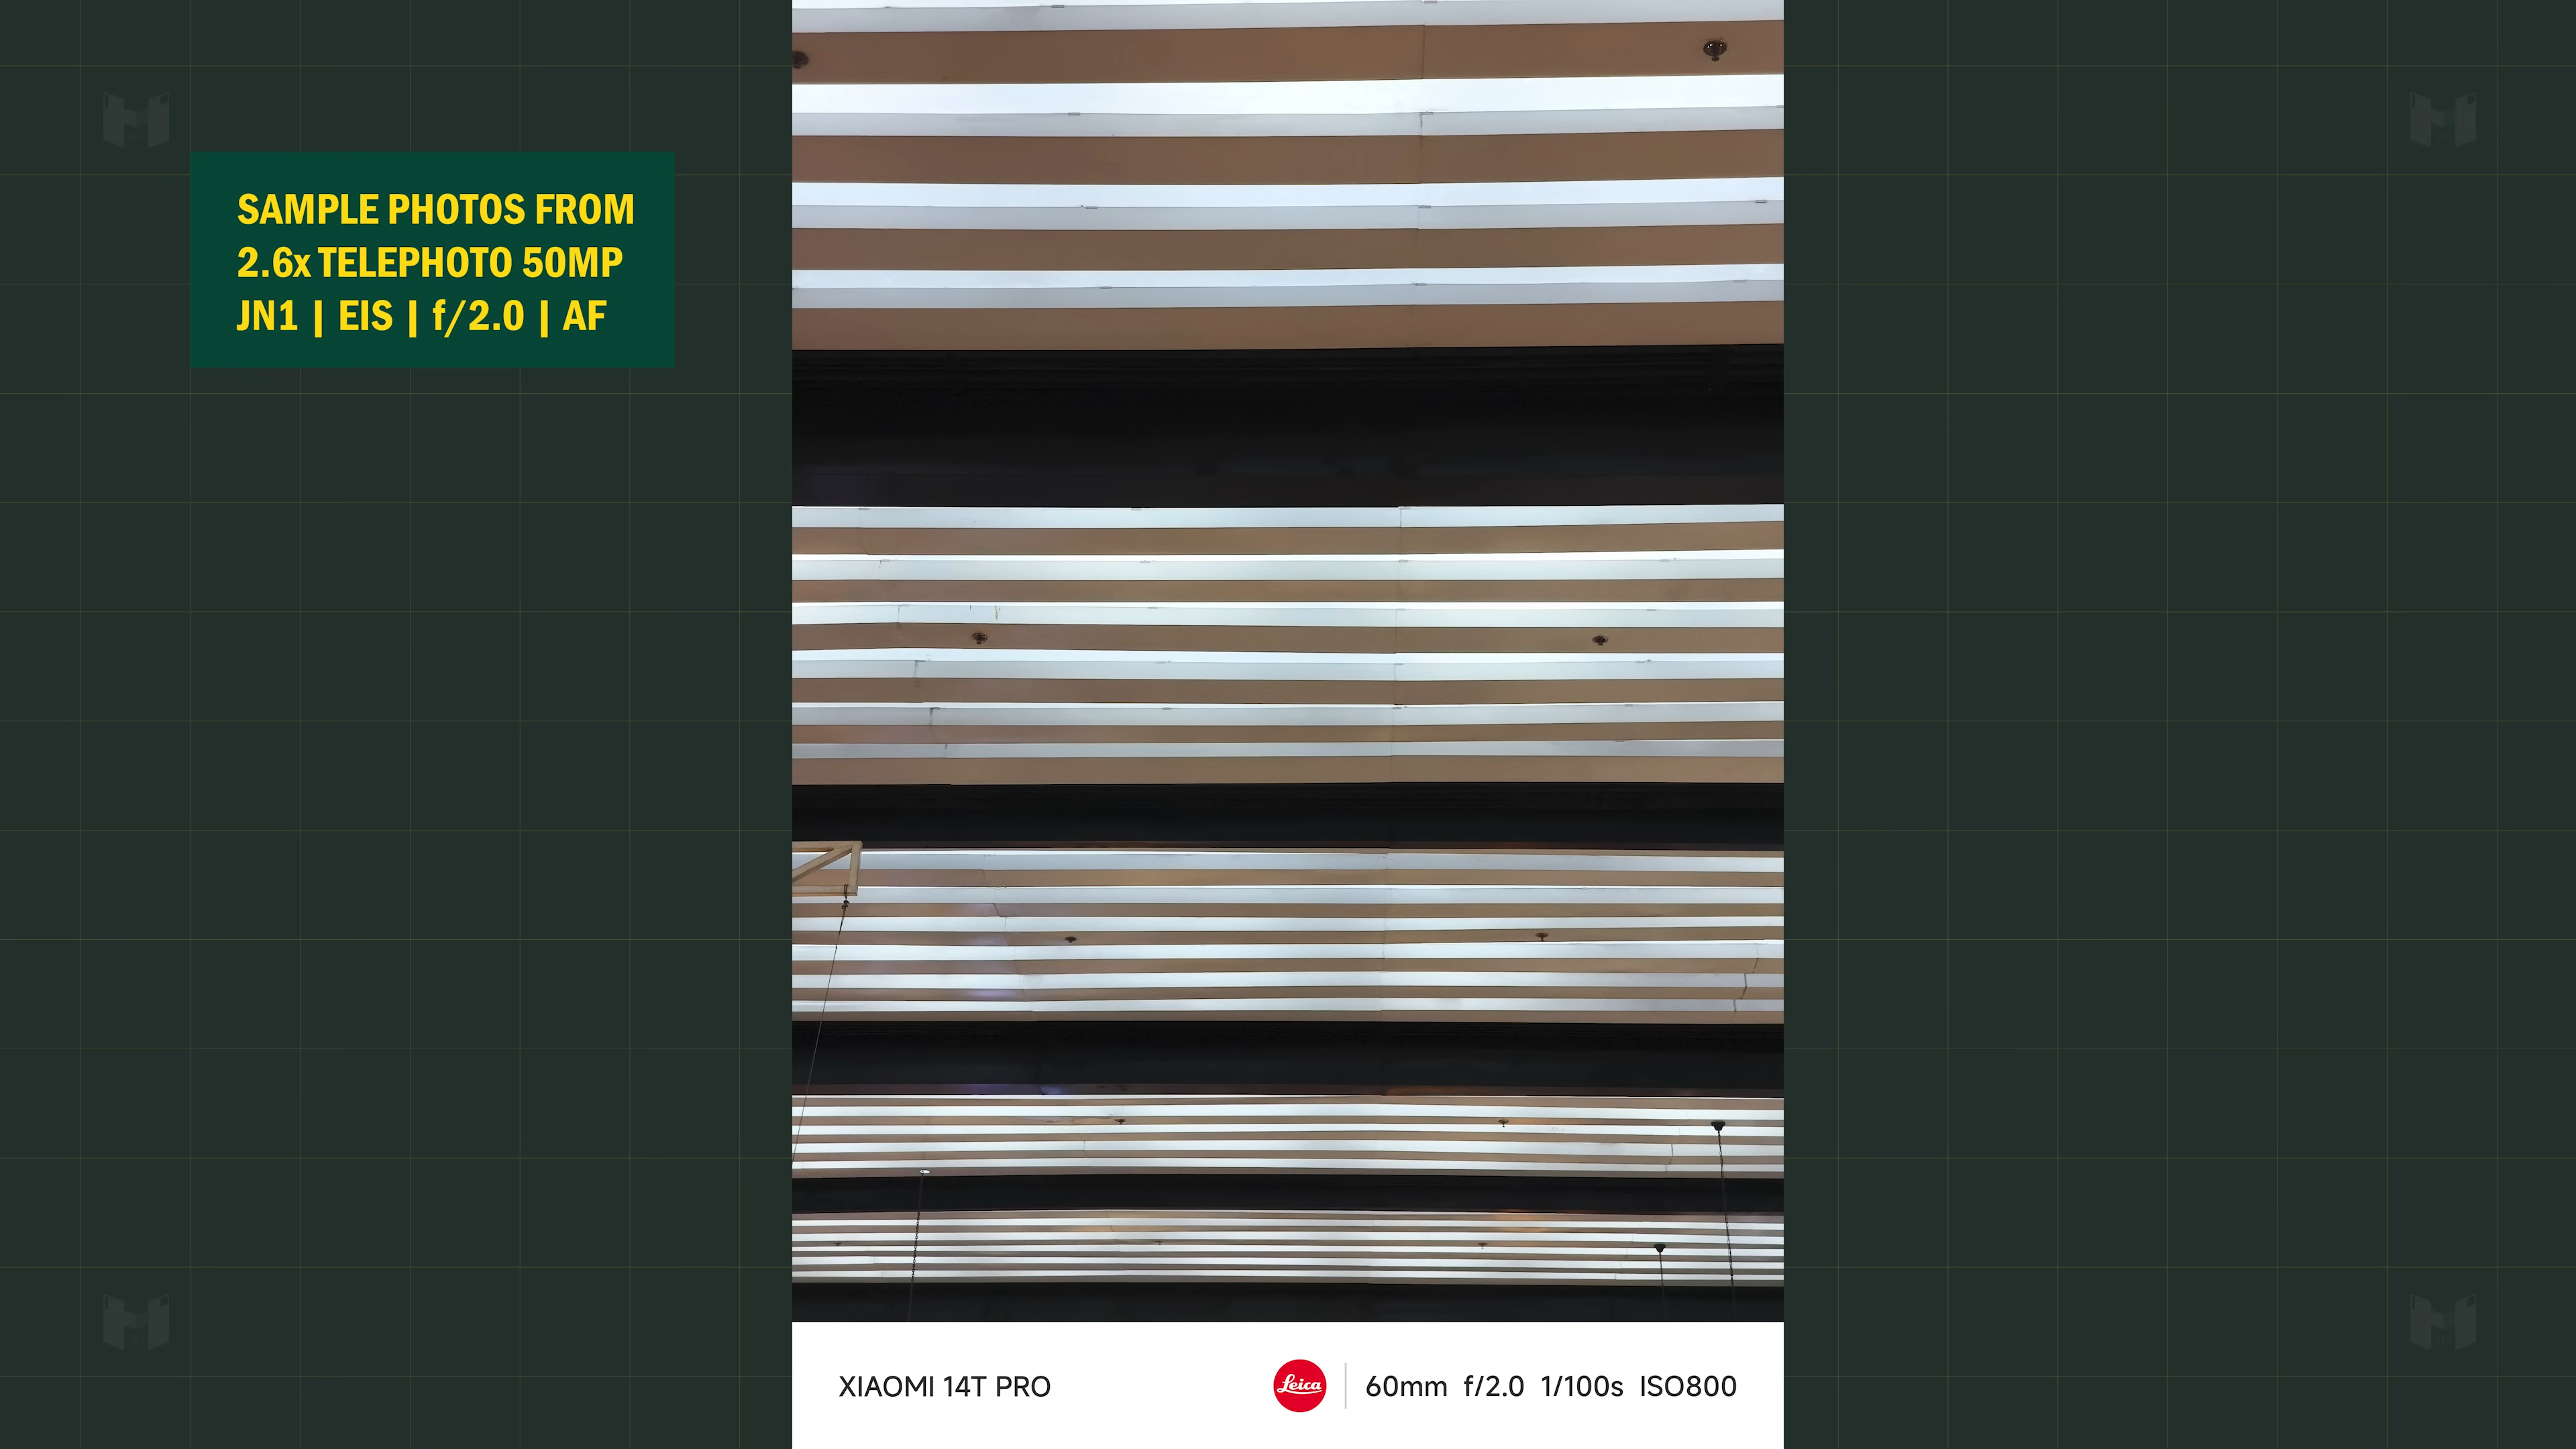 SAMPLE PHOTOS FROM
2.6x TELEPHOTO 50MP
JN1 | EIS | f/2.0 | AF
XIAOMI 14T PRO
Leica
60mm f/2.0 1/100s ISO800